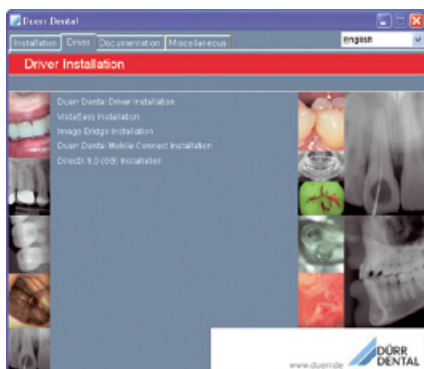 Duerr Dental
Installation Driver Documentation Miscellaneous English
Driver Installation
Duerr Dental Driver Installation
VistaEasy Installation
Image Bridge Installation
Duerr Dental Mobile Connect Installation
DirectX 9.0 (GB) Installation
www.duerr.de
DÜRR
DENTAL